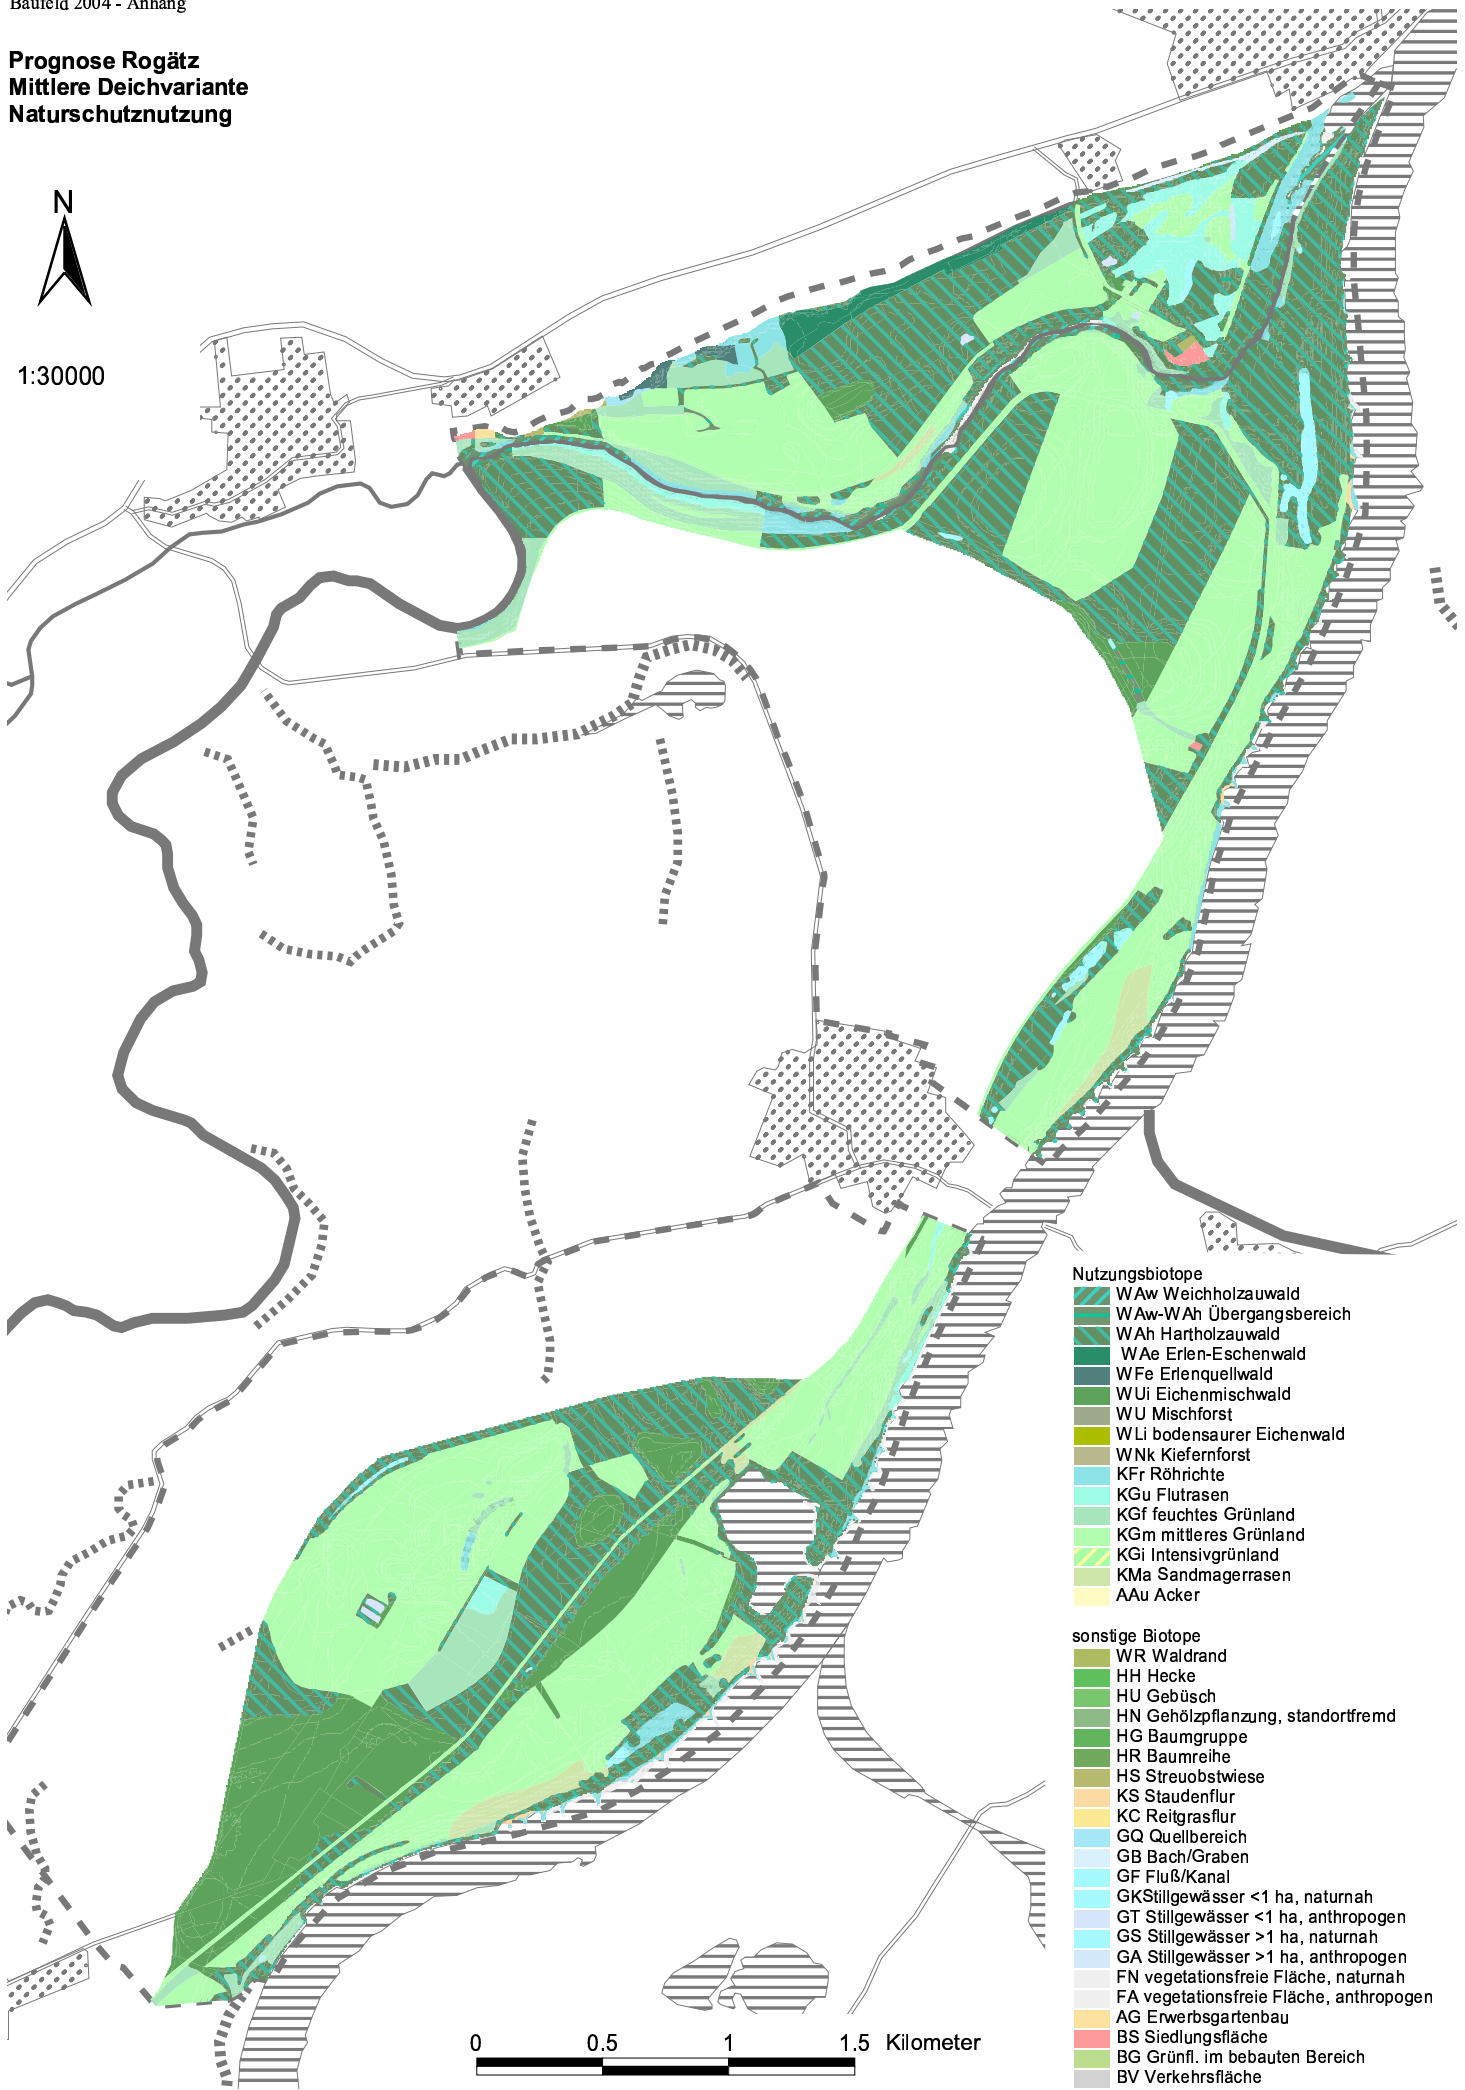 Baufeld 2004 - Anhang
Prognose Rogätz
Mittlere Deichvariante
Naturschutznutzung
N
1:30000
Nutzungsbiotope
WAw Weichholzauwald
WAw-WAh Übergangsbereich
WAh Hartholzauwald
WAe Erlen-Eschenwald
WFe Erlenquellwald
WUi Eichenmischwald
WU Mischforst
WLi bodensaurer Eichenwald
WNk Kiefernforst
KFr Röhrichte
KGu Flutrasen
KGf feuchtes Grünland
KGm mittleres Grünland
KGi Intensivgrünland
KMa Sandmagerrasen
AAu Acker
sonstige Biotope
WR Waldrand
HH Hecke
HU Gebüsch
HN Gehölzpflanzung, standortfremd
HG Baumgruppe
HR Baumreihe
HS Streuobstwiese
KS Staudenflur
KC Reitgrasflur
GQ Quellbereich
GB Bach/Graben
GF Fluß/Kanal
GKStillgewässer <1 ha, naturnah
GT Stillgewässer <1 ha, anthropogen
GS Stillgewässer >1 ha, naturnah
GA Stillgewässer >1 ha, anthropogen
FN vegetationsfreie Fläche, naturnah
FA vegetationsfreie Fläche, anthropogen
AG Erwerbsgartenbau
BS Siedlungsfläche
BG Grünfl. im bebauten Bereich
BV Verkehrsfläche
0 0.5 1 1.5 Kilometer